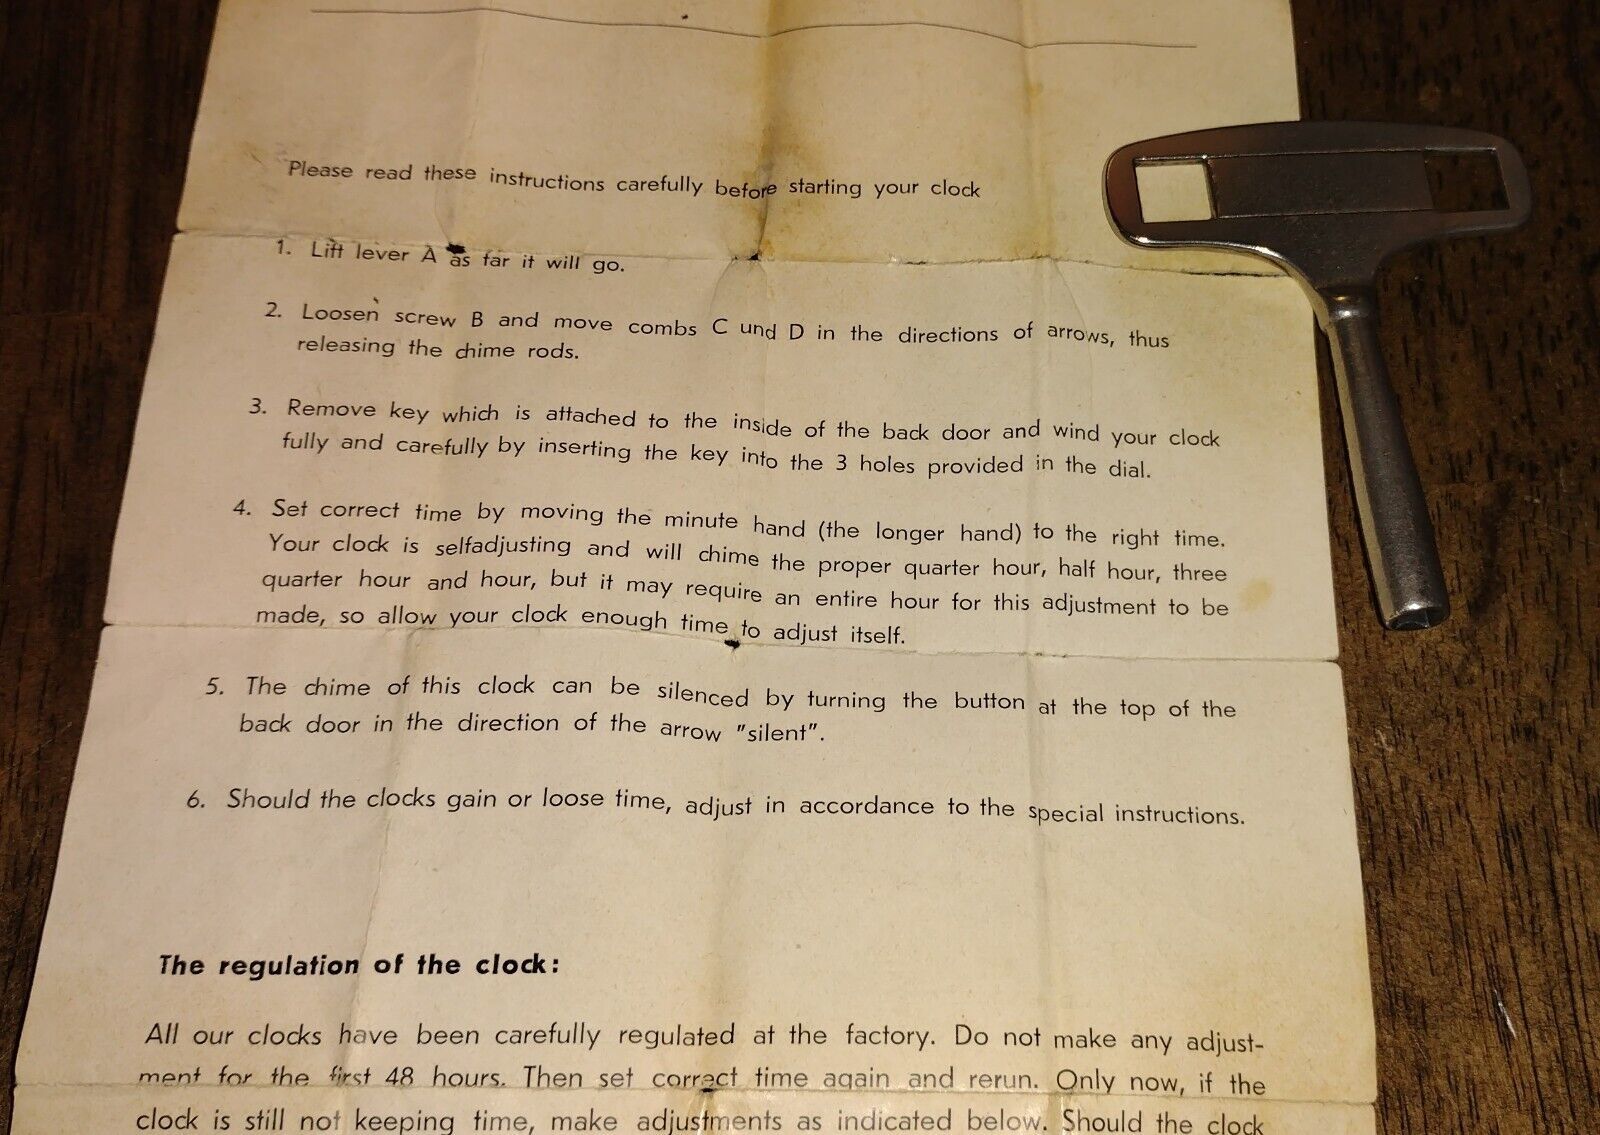 Please read these instructions carefully before starting your clock
1. Lift lever A as far it will go.
2. Loosen screw B and move combs C und D in the directions of arrows, thus
releasing the chime rods.
3. Remove key which is attached to the inside of the back door and wind your clock
fully and carefully by inserting the key into the 3 holes provided in the dial.
4. Set correct time by moving the minute hand (the longer hand) to the right time.
Your clock is selfadjusting and will chime the proper quarter hour, half hour, three
quarter hour and hour, but it may require an entire hour for this adjustment to be
made, so allow your clock enough time to adjust itself.
5. The chime of this clock can be silenced by turning the button at the top of the
back door in the direction of the arrow "silent".
6. Should the clocks gain or loose time, adjust in accordance to the special instructions.
The regulation of the clock:
All our clocks have been carefully regulated at the factory. Do not make any adjust-
ment for the first 48 hours. Then set correct time again and rerun. Only now, if the
clock is still not keeping time, make adjustments as indicated below. Should the clock